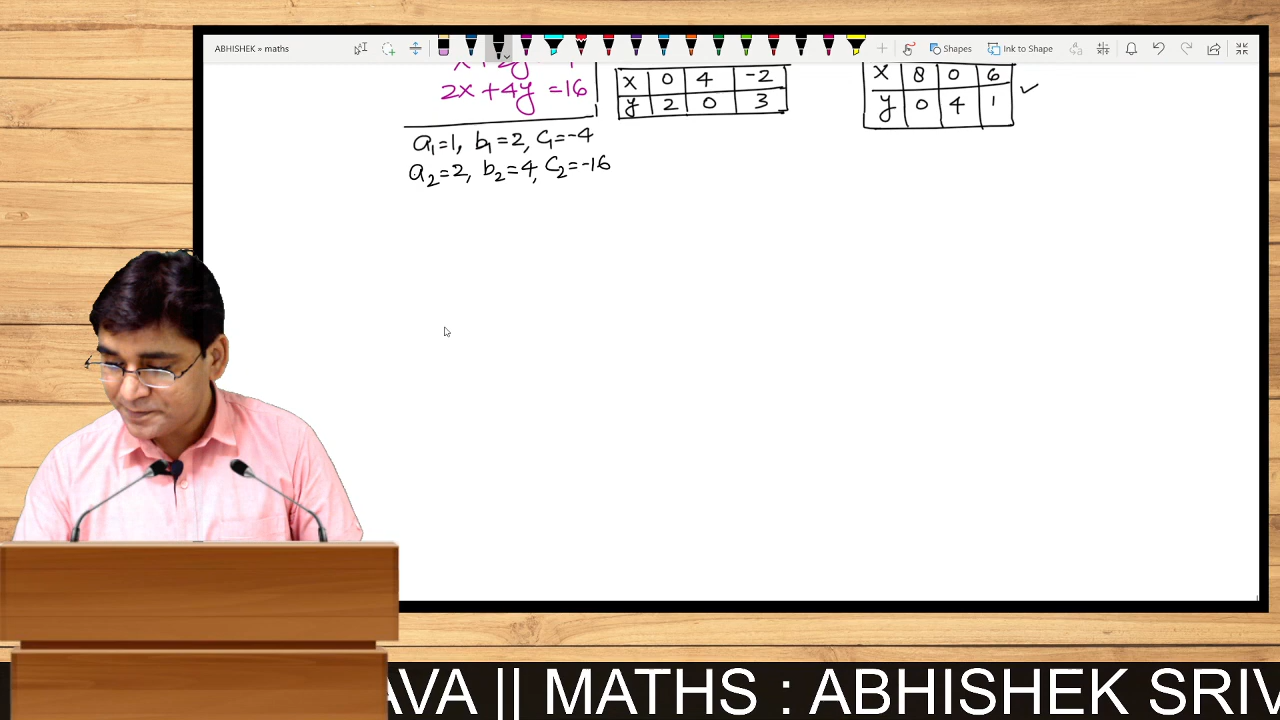 ABHISHEK » maths
Shapes
Ink to Shape
2x + 4y = 16
x 0 4 -2
y 2 0 3
x 8 0 6
y 0 4 1 ✓
a₁=1, b₁=2, c₁=-4
a₂=2, b₂=4, c₂=-16
AVA || MATHS : ABHISHEK SRIV